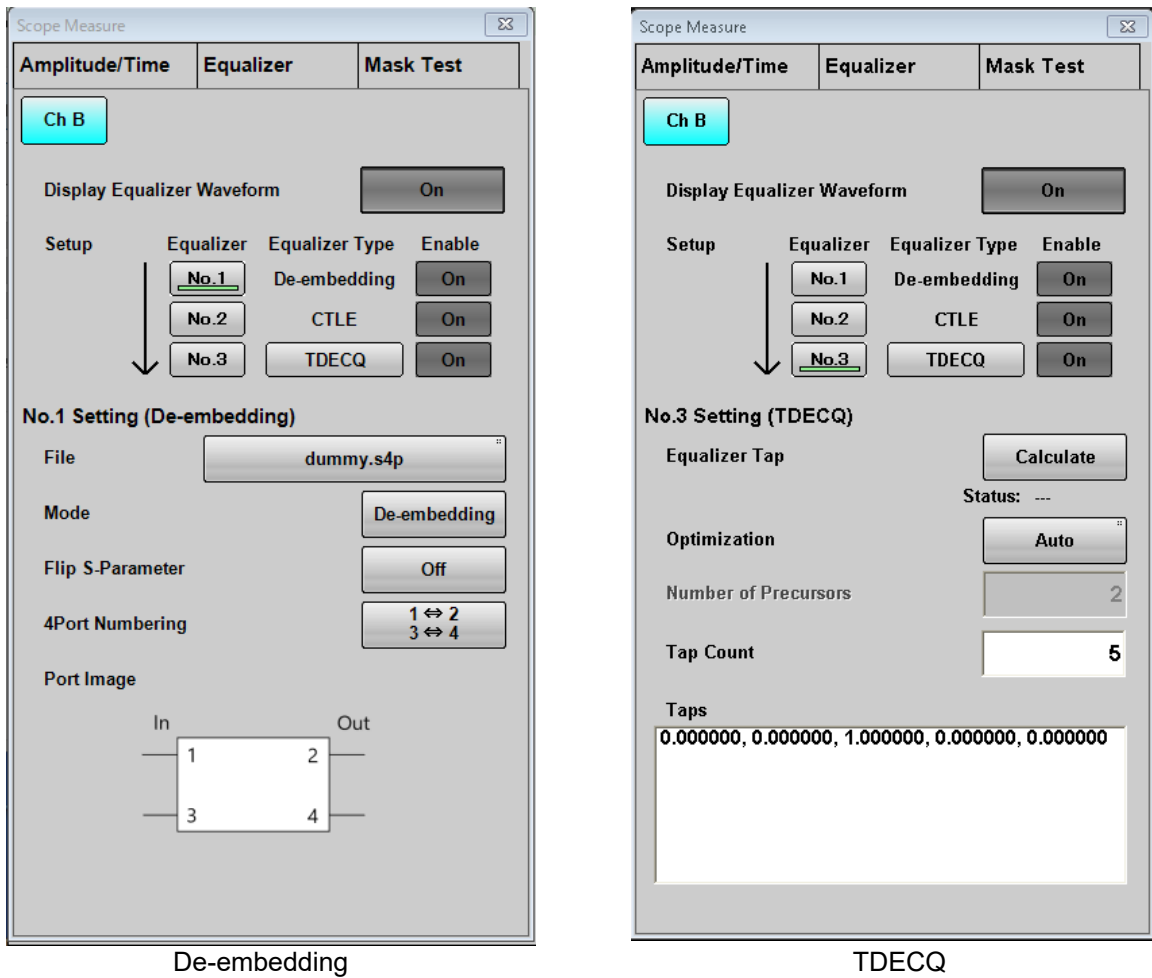 Scope Measure
Amplitude/Time Equalizer Mask Test
Ch B
Display Equalizer Waveform On
Setup Equalizer Equalizer Type Enable
No.1 De-embedding On
No.2 CTLE On
No.3 TDECQ On
No.1 Setting (De-embedding)
File dummy.s4p
Mode De-embedding
Flip S-Parameter Off
4Port Numbering 1 ⇔ 2
3 ⇔ 4
Port Image
In Out
1 2
3 4
De-embedding
Scope Measure
Amplitude/Time Equalizer Mask Test
Ch B
Display Equalizer Waveform On
Setup Equalizer Equalizer Type Enable
No.1 De-embedding On
No.2 CTLE On
No.3 TDECQ On
No.3 Setting (TDECQ)
Equalizer Tap Calculate
Status: ---
Optimization Auto
Number of Precursors 2
Tap Count 5
Taps
0.000000, 0.000000, 1.000000, 0.000000, 0.000000
TDECQ